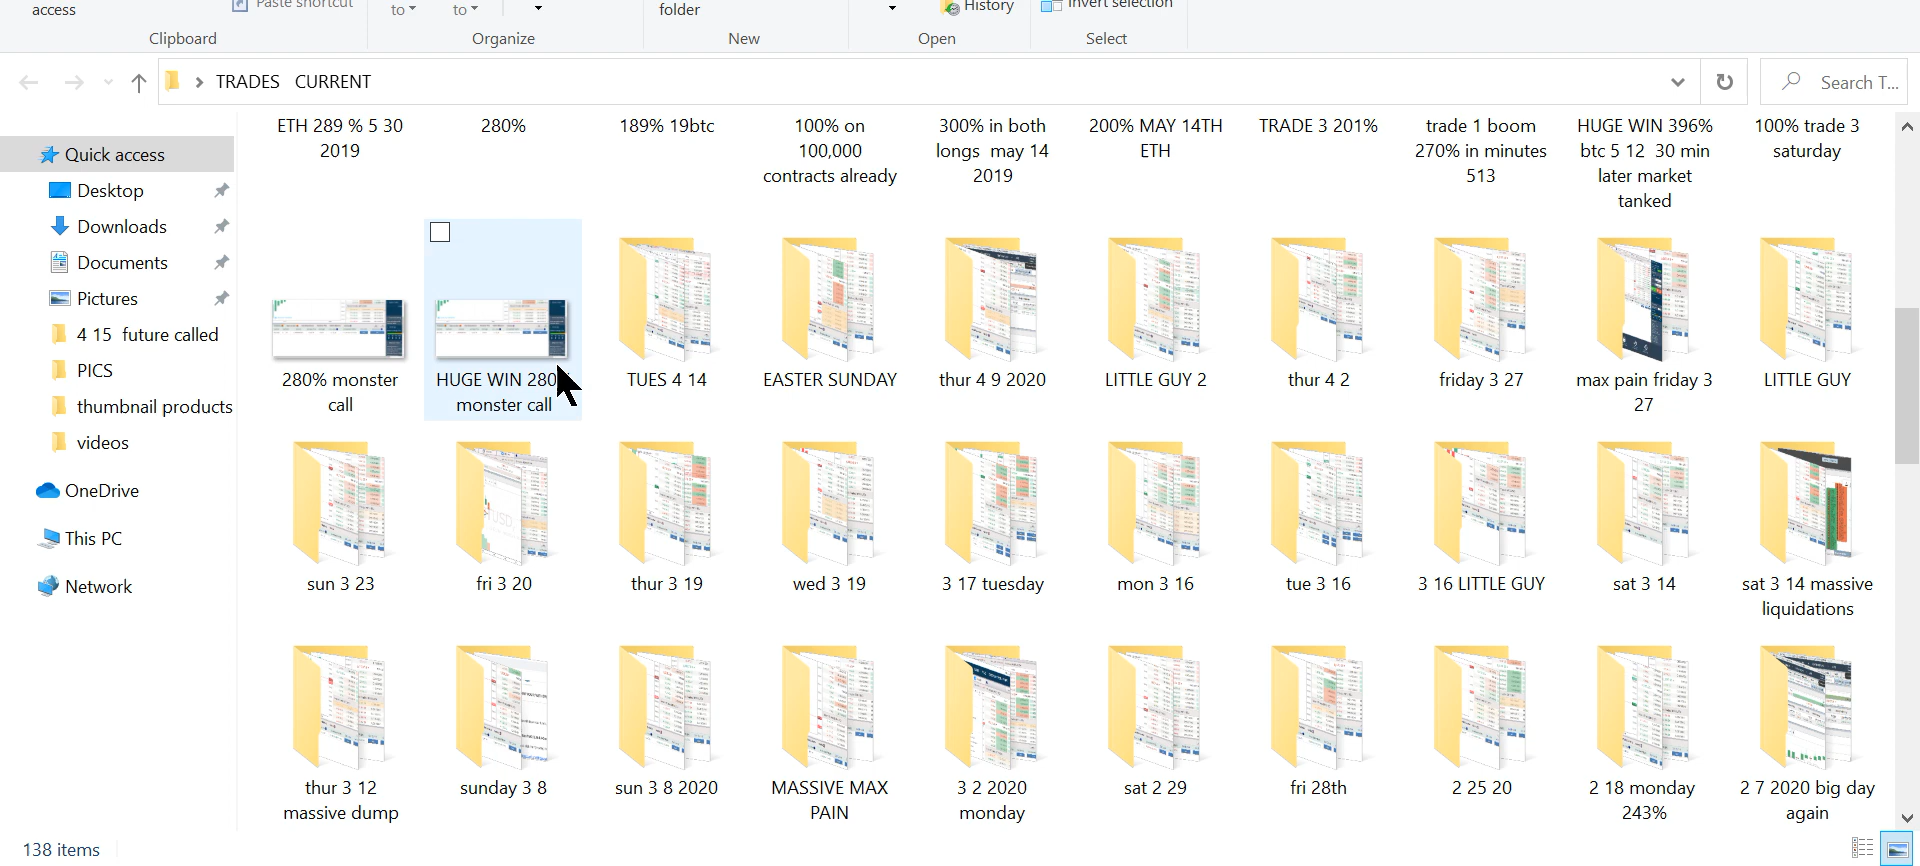 access
Paste shortcut
to
to
folder
History
Invert selection
Clipboard
Organize
New
Open
Select
TRADES CURRENT
Search T...
Quick access
Desktop
Downloads
Documents
Pictures
4 15 future called
PICS
thumbnail products
videos
OneDrive
This PC
Network
ETH 289 % 5 30
2019
280%
189% 19btc
100% on
100,000
contracts already
300% in both
longs may 14
2019
200% MAY 14TH
ETH
TRADE 3 201%
trade 1 boom
270% in minutes
513
HUGE WIN 396%
btc 5 12 30 min
later market
tanked
100% trade 3
saturday
280% monster
call
HUGE WIN 280
monster call
TUES 4 14
EASTER SUNDAY
thur 4 9 2020
LITTLE GUY 2
thur 4 2
friday 3 27
max pain friday 3
27
LITTLE GUY
sun 3 23
fri 3 20
thur 3 19
wed 3 19
3 17 tuesday
mon 3 16
tue 3 16
3 16 LITTLE GUY
sat 3 14
sat 3 14 massive
liquidations
thur 3 12
massive dump
sunday 3 8
sun 3 8 2020
MASSIVE MAX
PAIN
3 2 2020
monday
sat 2 29
fri 28th
2 25 20
2 18 monday
243%
2 7 2020 big day
again
138 items